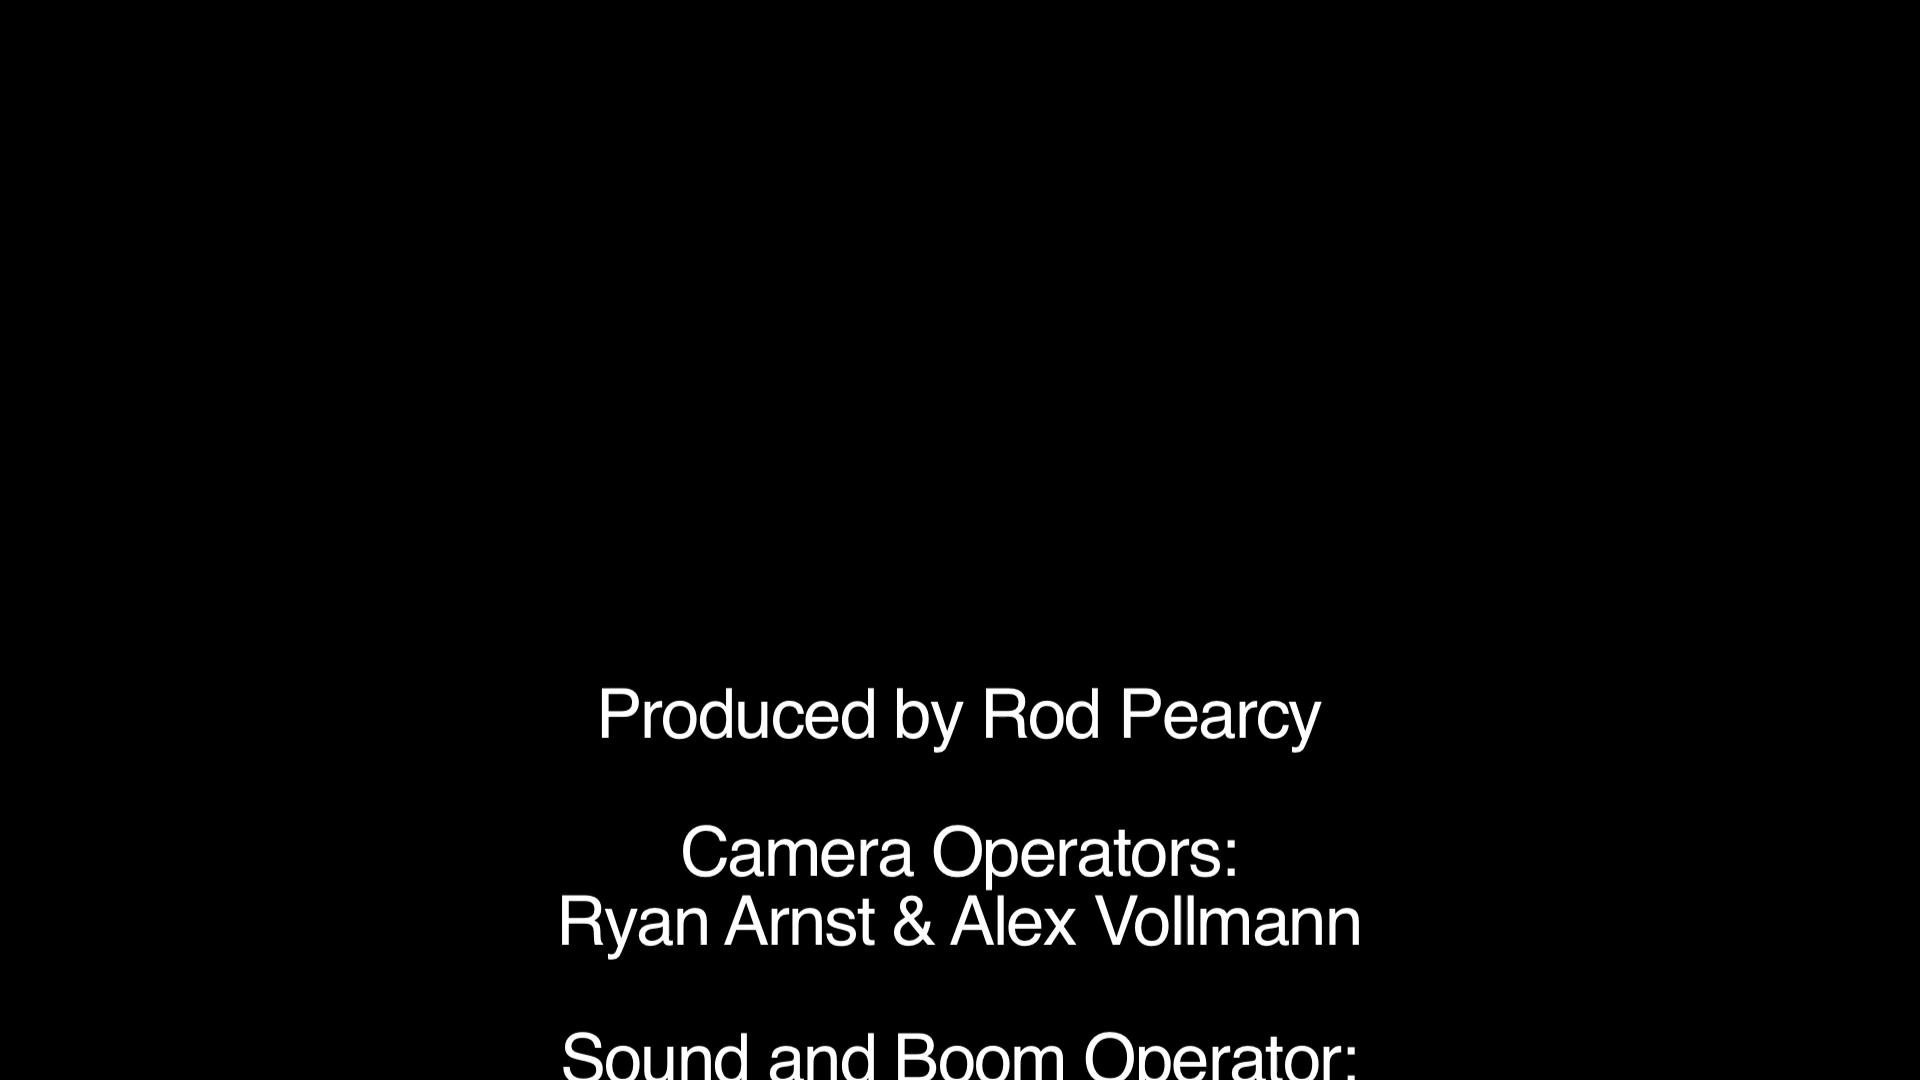 Produced by Rod Pearcy
Camera Operators:
Ryan Arnst & Alex Vollmann
Sound and Boom Operator: